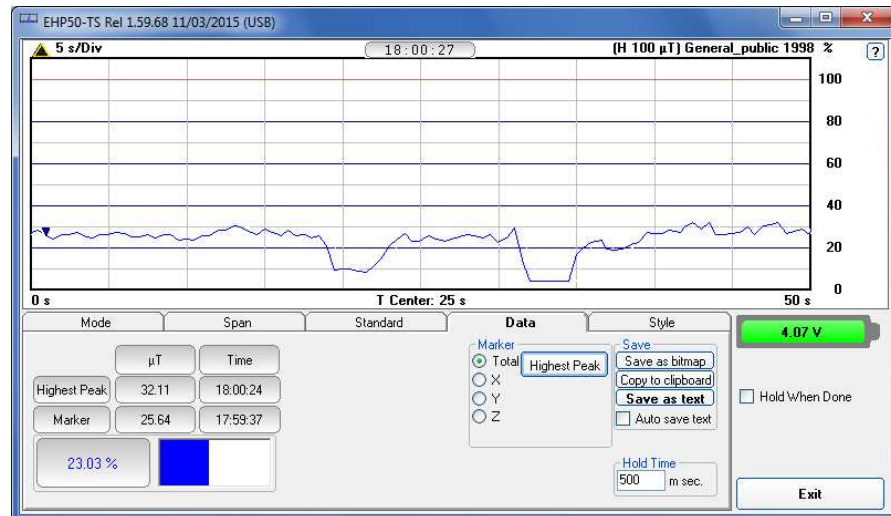 EHP50-TS Rel 1.59.68 11/03/2015 (USB)
5 s/Div
18:00:27
(H 100 µT) General_public 1998 %
?
100
80
60
40
20
0
0 s
T Center: 25 s
50 s
Mode
Span
Standard
Data
Style
µT
Time
Highest Peak
32.11
18:00:24
Marker
25.64
17:59:37
23.03 %
Marker
Total
Highest Peak
X
Y
Z
Save
Save as bitmap
Copy to clipboard
Save as text
Auto save text
Hold Time
500
m sec.
4.07 V
Hold When Done
Exit